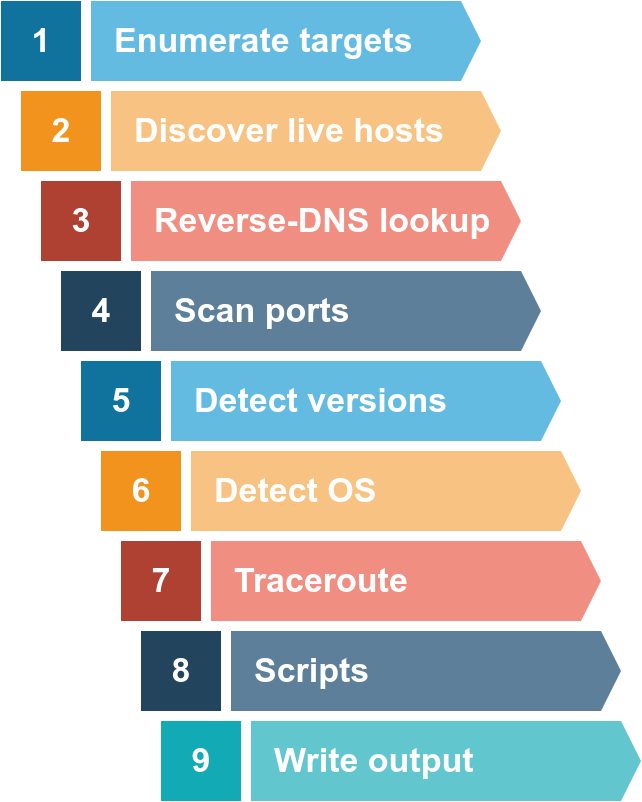 1 Enumerate targets
2 Discover live hosts
3 Reverse-DNS lookup
4 Scan ports
5 Detect versions
6 Detect OS
7 Traceroute
8 Scripts
9 Write output